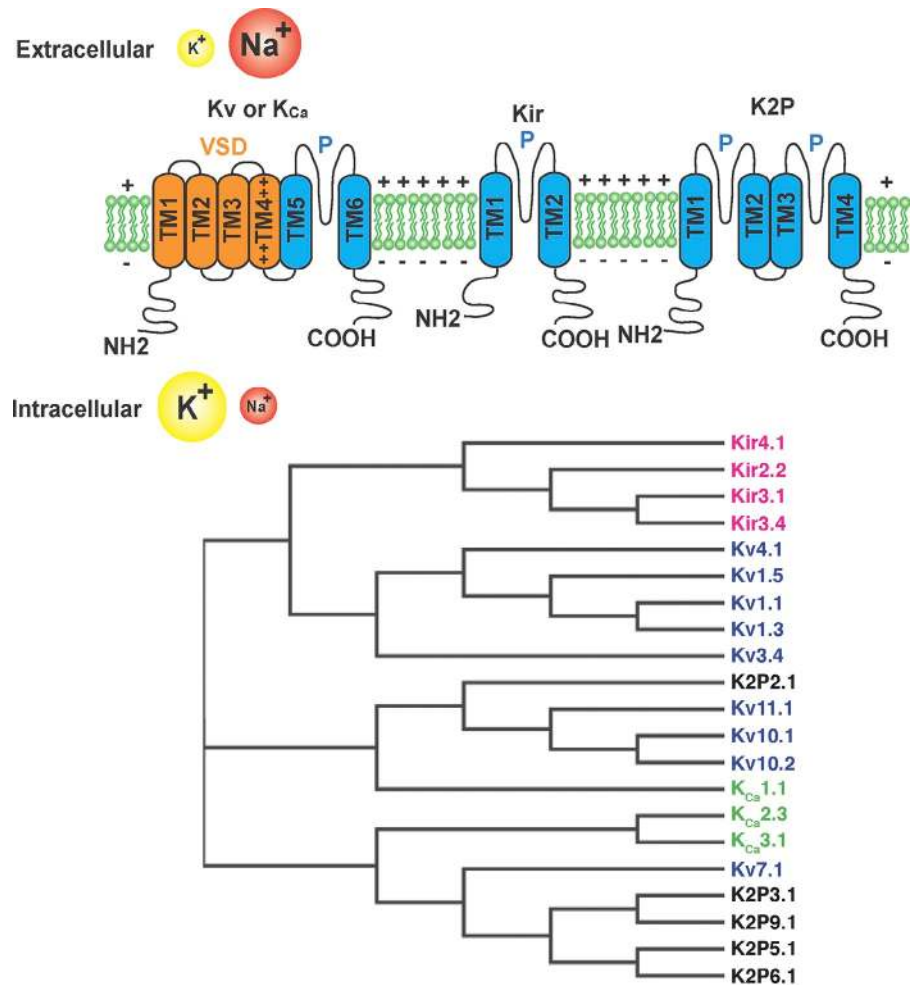 Extracellular K+ Na+
Kv or KCa Kir K2P
VSD P P P P
+ + + + + + + + + + + + +
TM1 TM2 TM3 ++TM4++ TM5 TM6 TM1 TM2 TM1 TM2 TM3 TM4
- - - - - - - - - - - -
NH2 COOH NH2 COOH NH2 COOH
Intracellular K+ Na+
Kir4.1
Kir2.2
Kir3.1
Kir3.4
Kv4.1
Kv1.5
Kv1.1
Kv1.3
Kv3.4
K2P2.1
Kv11.1
Kv10.1
Kv10.2
KCa1.1
KCa2.3
KCa3.1
Kv7.1
K2P3.1
K2P9.1
K2P5.1
K2P6.1